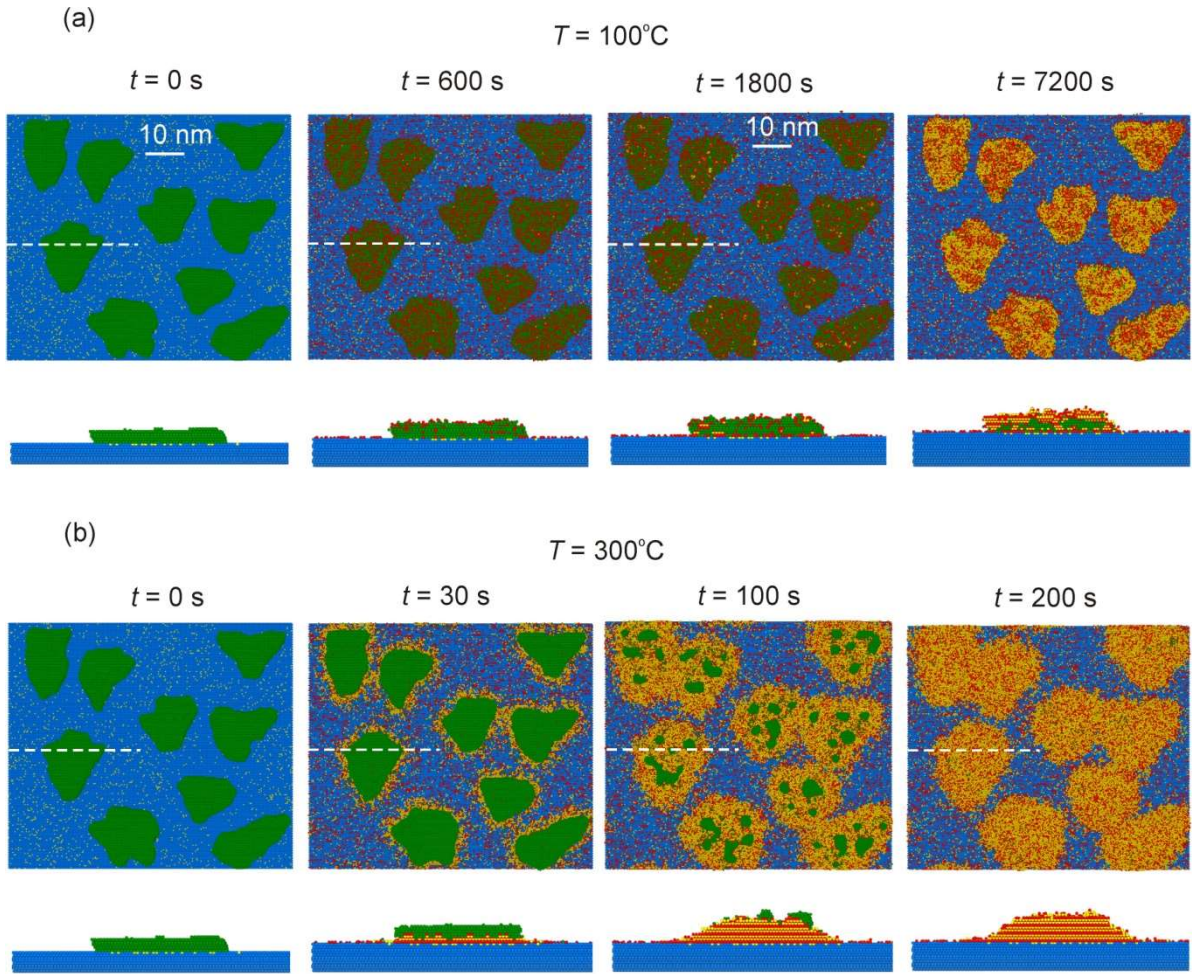 (a)
T = 100°C
t = 0 s
t = 600 s
t = 1800 s
t = 7200 s
10 nm
10 nm
(b)
T = 300°C
t = 0 s
t = 30 s
t = 100 s
t = 200 s